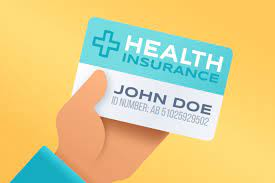 HEALTH
INSURANCE
JOHN DOE
ID NUMBER: AB 51025929502